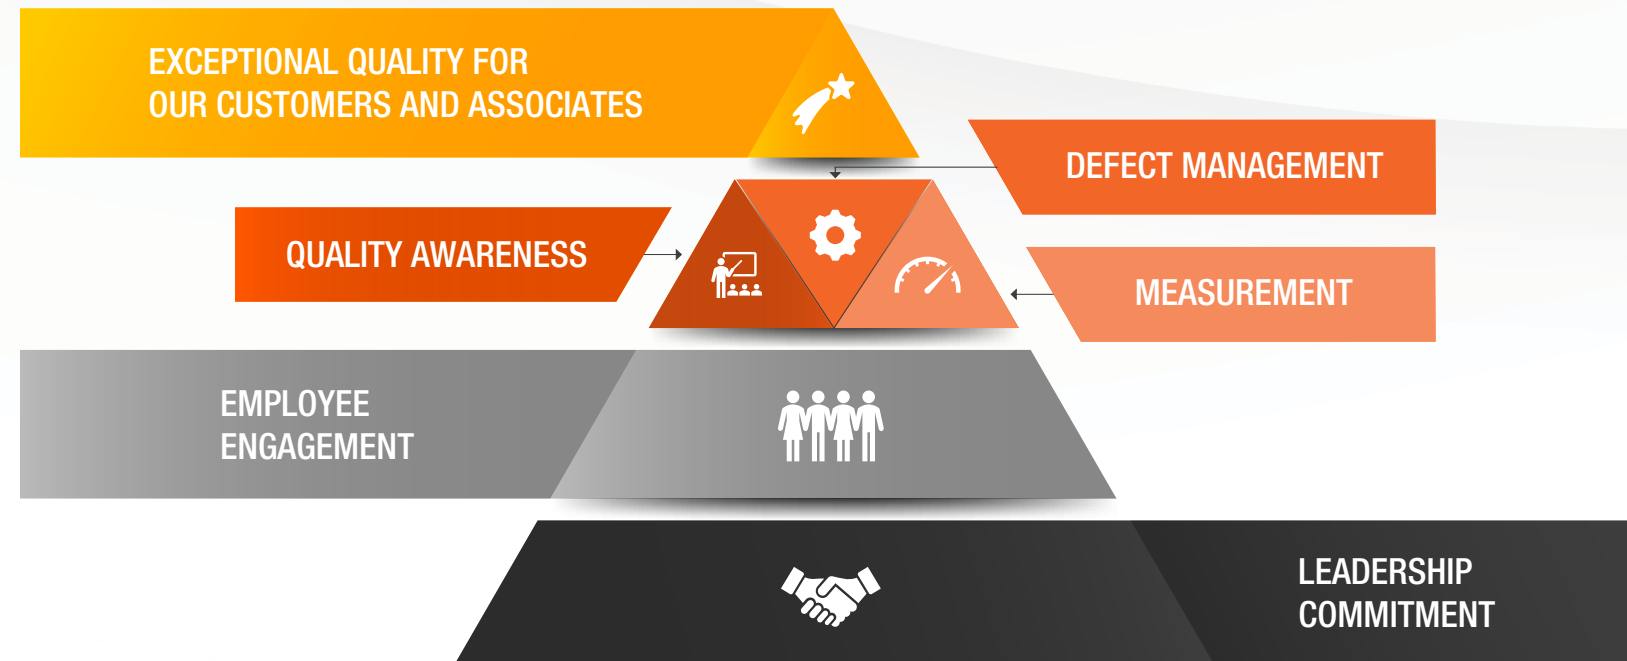 EXCEPTIONAL QUALITY FOR
OUR CUSTOMERS AND ASSOCIATES
DEFECT MANAGEMENT
QUALITY AWARENESS
MEASUREMENT
EMPLOYEE
ENGAGEMENT
LEADERSHIP
COMMITMENT